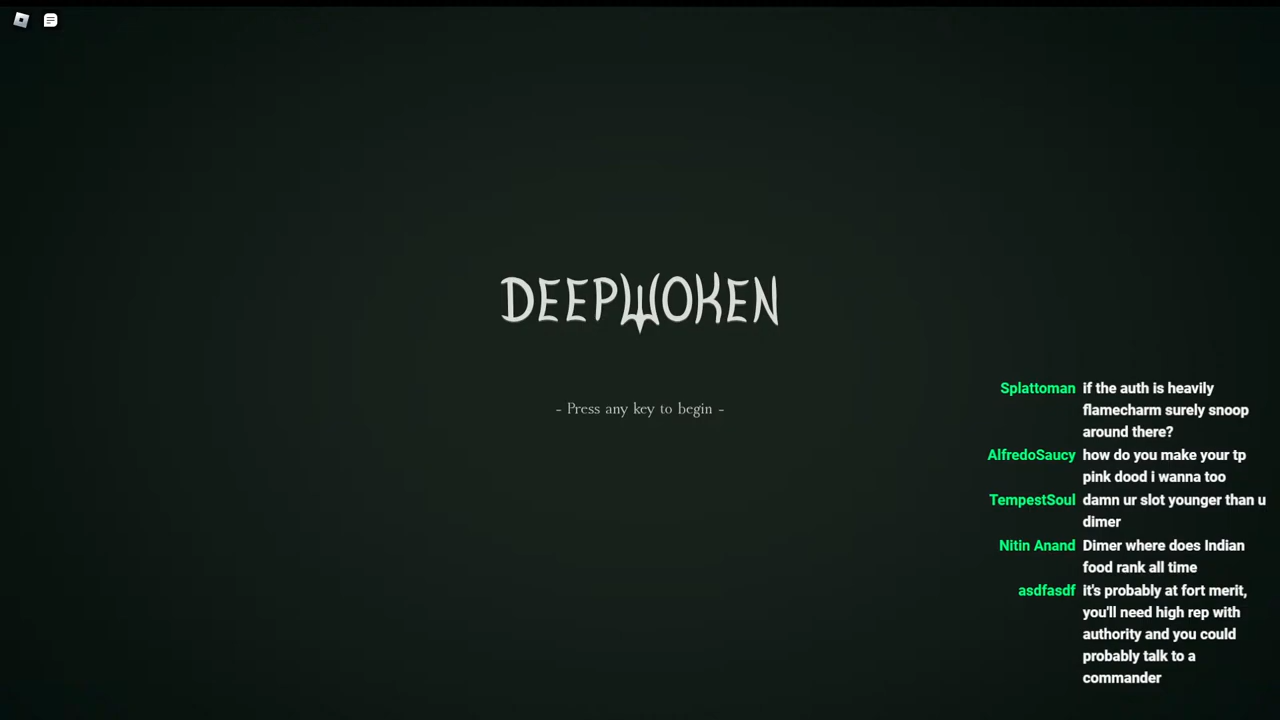 DEEPWOKEN
- Press any key to begin -
Splattoman if the auth is heavily
flamecharm surely snoop
around there?
AlfredoSaucy how do you make your tp
pink dood i wanna too
TempestSoul damn ur slot younger than u
dimer
Nitin Anand Dimer where does Indian
food rank all time
asdfasdf it's probably at fort merit,
you'll need high rep with
authority and you could
probably talk to a
commander